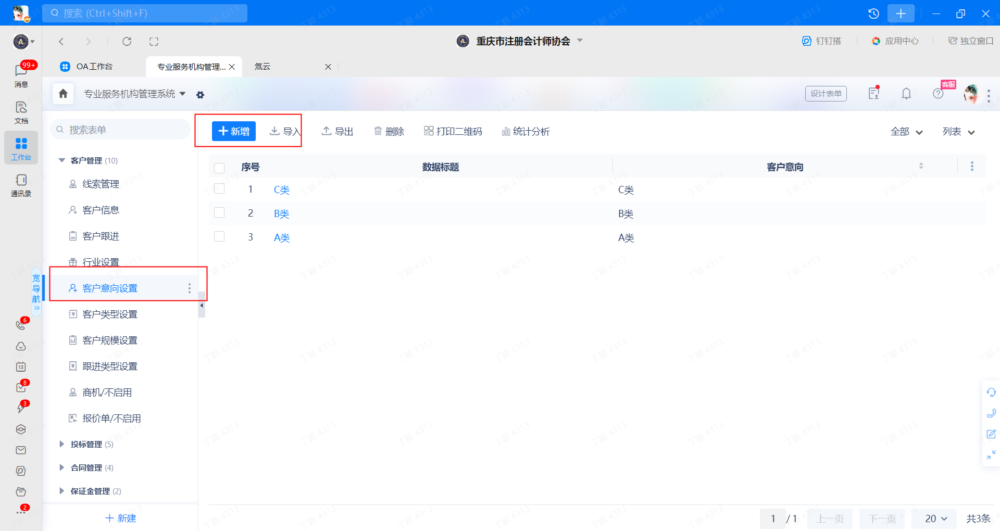 搜索 (Ctrl+Shift+F)
重庆市注册会计师协会
钉钉搭
应用中心
独立窗口
99+
消息
文档
工作台
通讯录
宽导航
6
13
8
3
2
OA工作台
专业服务机构管理...
氚云
专业服务机构管理系统
设计表单
客服
搜索表单
客户管理 (10)
线索管理
客户信息
客户跟进
行业设置
客户意向设置
客户类型设置
客户规模设置
跟进类型设置
商机/不启用
报价单/不启用
投标管理 (5)
合同管理 (4)
保证金管理 (2)
新建
新增
导入
导出
删除
打印二维码
统计分析
全部
列表
序号 数据标题 客户意向
1 C类 C类
2 B类 B类
3 A类 A类
1 / 1
上一页
下一页
20
共3条
丁颖 4313